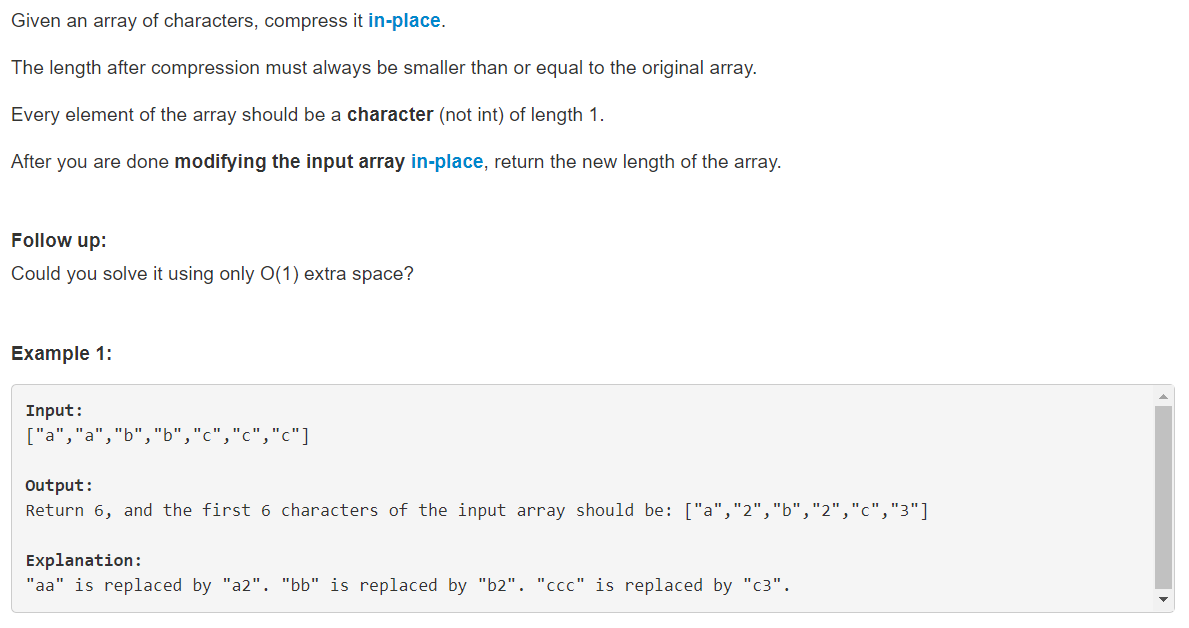 Given an array of characters, compress it in-place.
The length after compression must always be smaller than or equal to the original array.
Every element of the array should be a character (not int) of length 1.
After you are done modifying the input array in-place, return the new length of the array.
Follow up:
Could you solve it using only O(1) extra space?
Example 1:
Input:
["a","a","b","b","c","c","c"]
Output:
Return 6, and the first 6 characters of the input array should be: ["a","2","b","2","c","3"]
Explanation:
"aa" is replaced by "a2". "bb" is replaced by "b2". "ccc" is replaced by "c3".